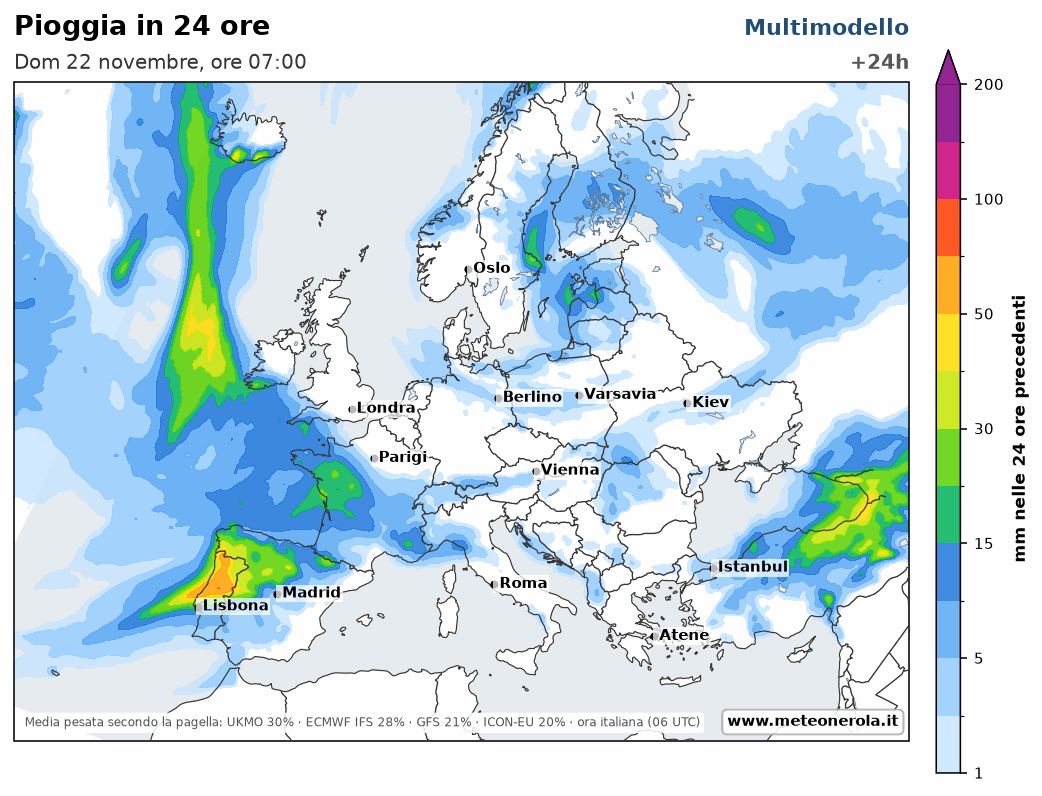 Pioggia in 24 ore
Multimodello
Dom 22 novembre, ore 07:00
+24h
200
100
50
30
15
5
1
mm nelle 24 ore precedenti
Oslo
Berlino
Varsavia
Kiev
Londra
Parigi
Vienna
Istanbul
Roma
Madrid
Lisbona
Atene
Media pesata secondo la pagella: UKMO 30% · ECMWF IFS 28% · GFS 21% · ICON-EU 20% · ora italiana (06 UTC)
www.meteonerola.it